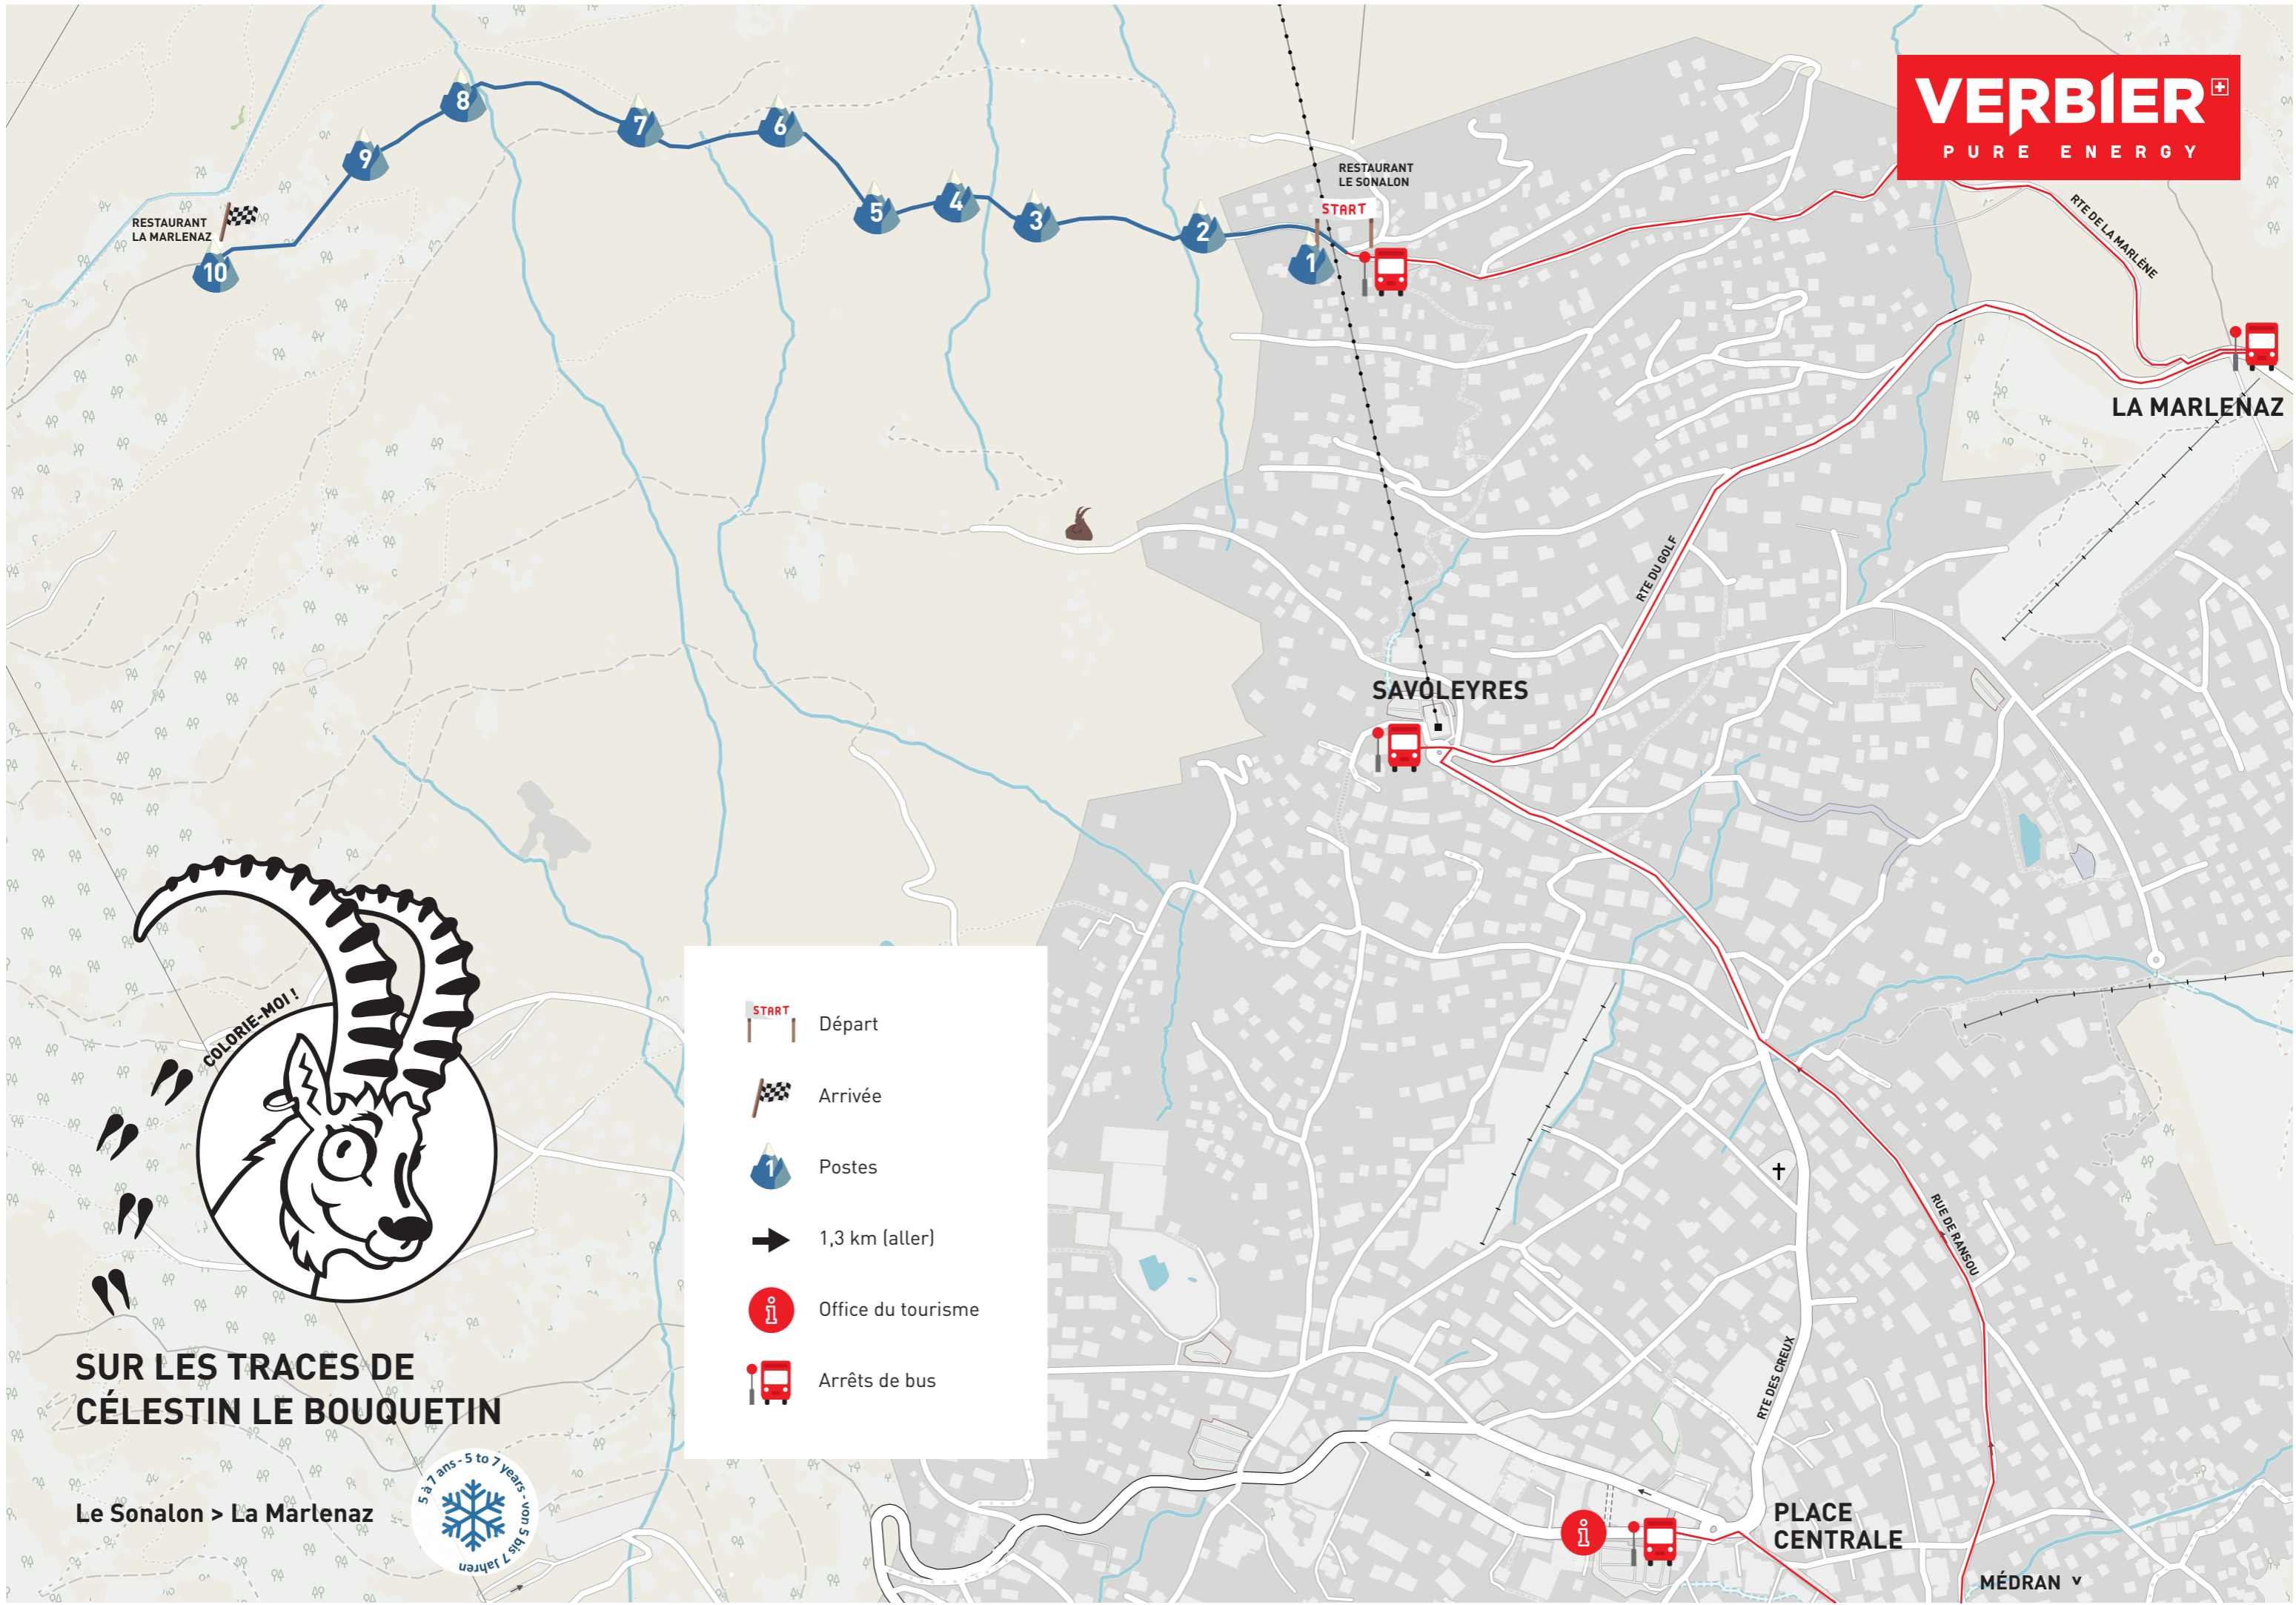 VERBIER
PURE ENERGY
8
7
6
9
5
4
3
2
1
10
RESTAURANT
LE SONALON
START
RESTAURANT
LA MARLENAZ
RTE DE LA MARLÈNE
LA MARLENAZ
RTE DU GOLF
SAVOLEYRES
COLORIE-MOI !
START
Départ
Arrivée
1
Postes
1,3 km (aller)
i
Office du tourisme
Arrêts de bus
RUE DE RANSOU
RTE DES CREUX
SUR LES TRACES DE
CÉLESTIN LE BOUQUETIN
Le Sonalon > La Marlenaz
5 à 7 ans - 5 to 7 years - von 5 bis 7 Jahren
i
PLACE
CENTRALE
MÉDRAN v